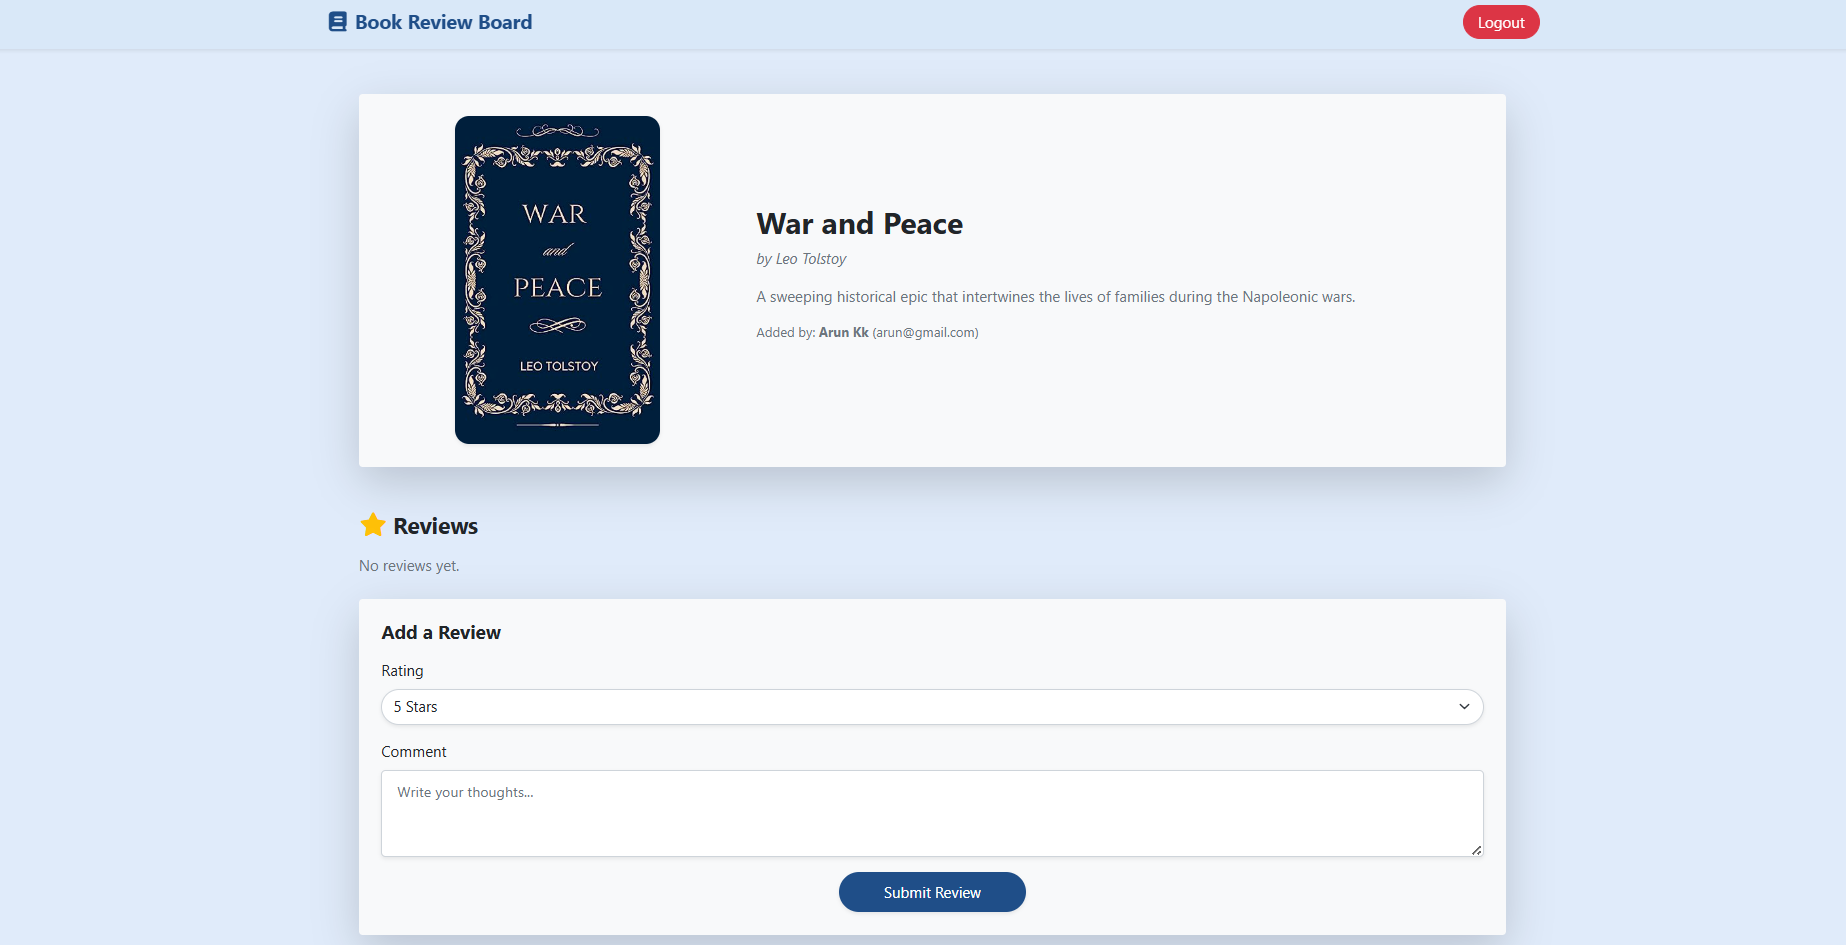 Book Review Board
Logout
WAR
and
PEACE
LEO TOLSTOY
War and Peace
by Leo Tolstoy
A sweeping historical epic that intertwines the lives of families during the Napoleonic wars.
Added by: Arun Kk (arun@gmail.com)
Reviews
No reviews yet.
Add a Review
Rating
5 Stars
Comment
Write your thoughts...
Submit Review